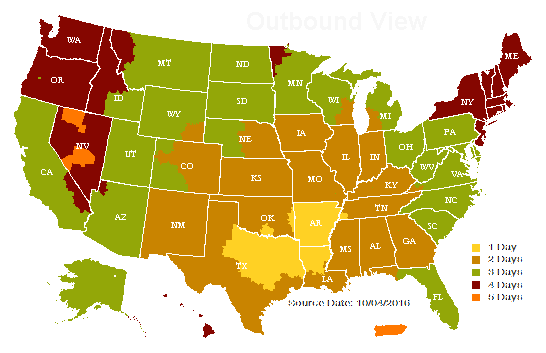 Outbound View
WA
ME
MT
ND
OR
MN
ID
SD
WI
NY
WY
MI
IA
PA
NE
NV
OH
IL
IN
UT
CO
WV
VA
CA
KS
MO
KY
NC
TN
OK
AR
SC
AZ
NM
MS
AL
GA
TX
LA
FL
1 Day
2 Days
3 Days
4 Days
5 Days
Source Date: 10/04/2016